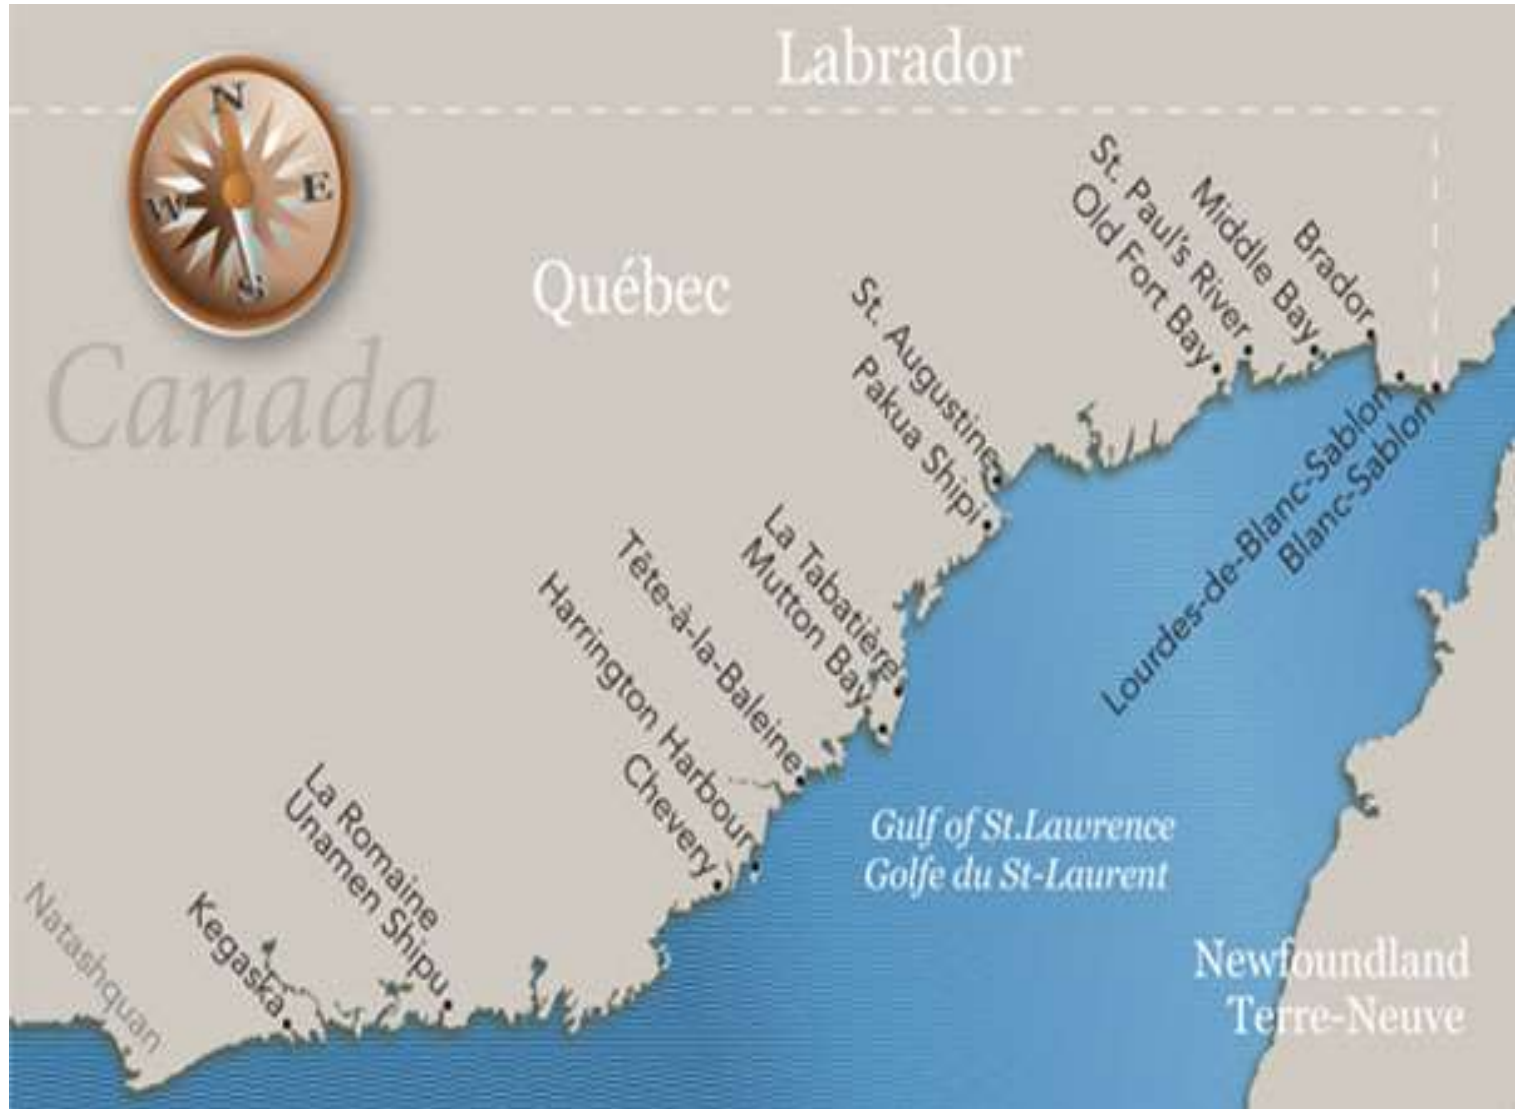 Labrador
N
E
W
S
Québec
Canada
St. Paul's River
Old Fort Bay
Middle Bay
Brador
St. Augustine
Pakua Shipi
Lourdes-de-Blanc-Sablon
Blanc-Sablon
La Tabatière
Mutton Bay
Tête-à-la-Baleine
Harrington Harbour
Chevery
La Romaine
Unamen Shipu
Kegaska
Natashquan
Gulf of St.Lawrence
Golfe du St-Laurent
Newfoundland
Terre-Neuve